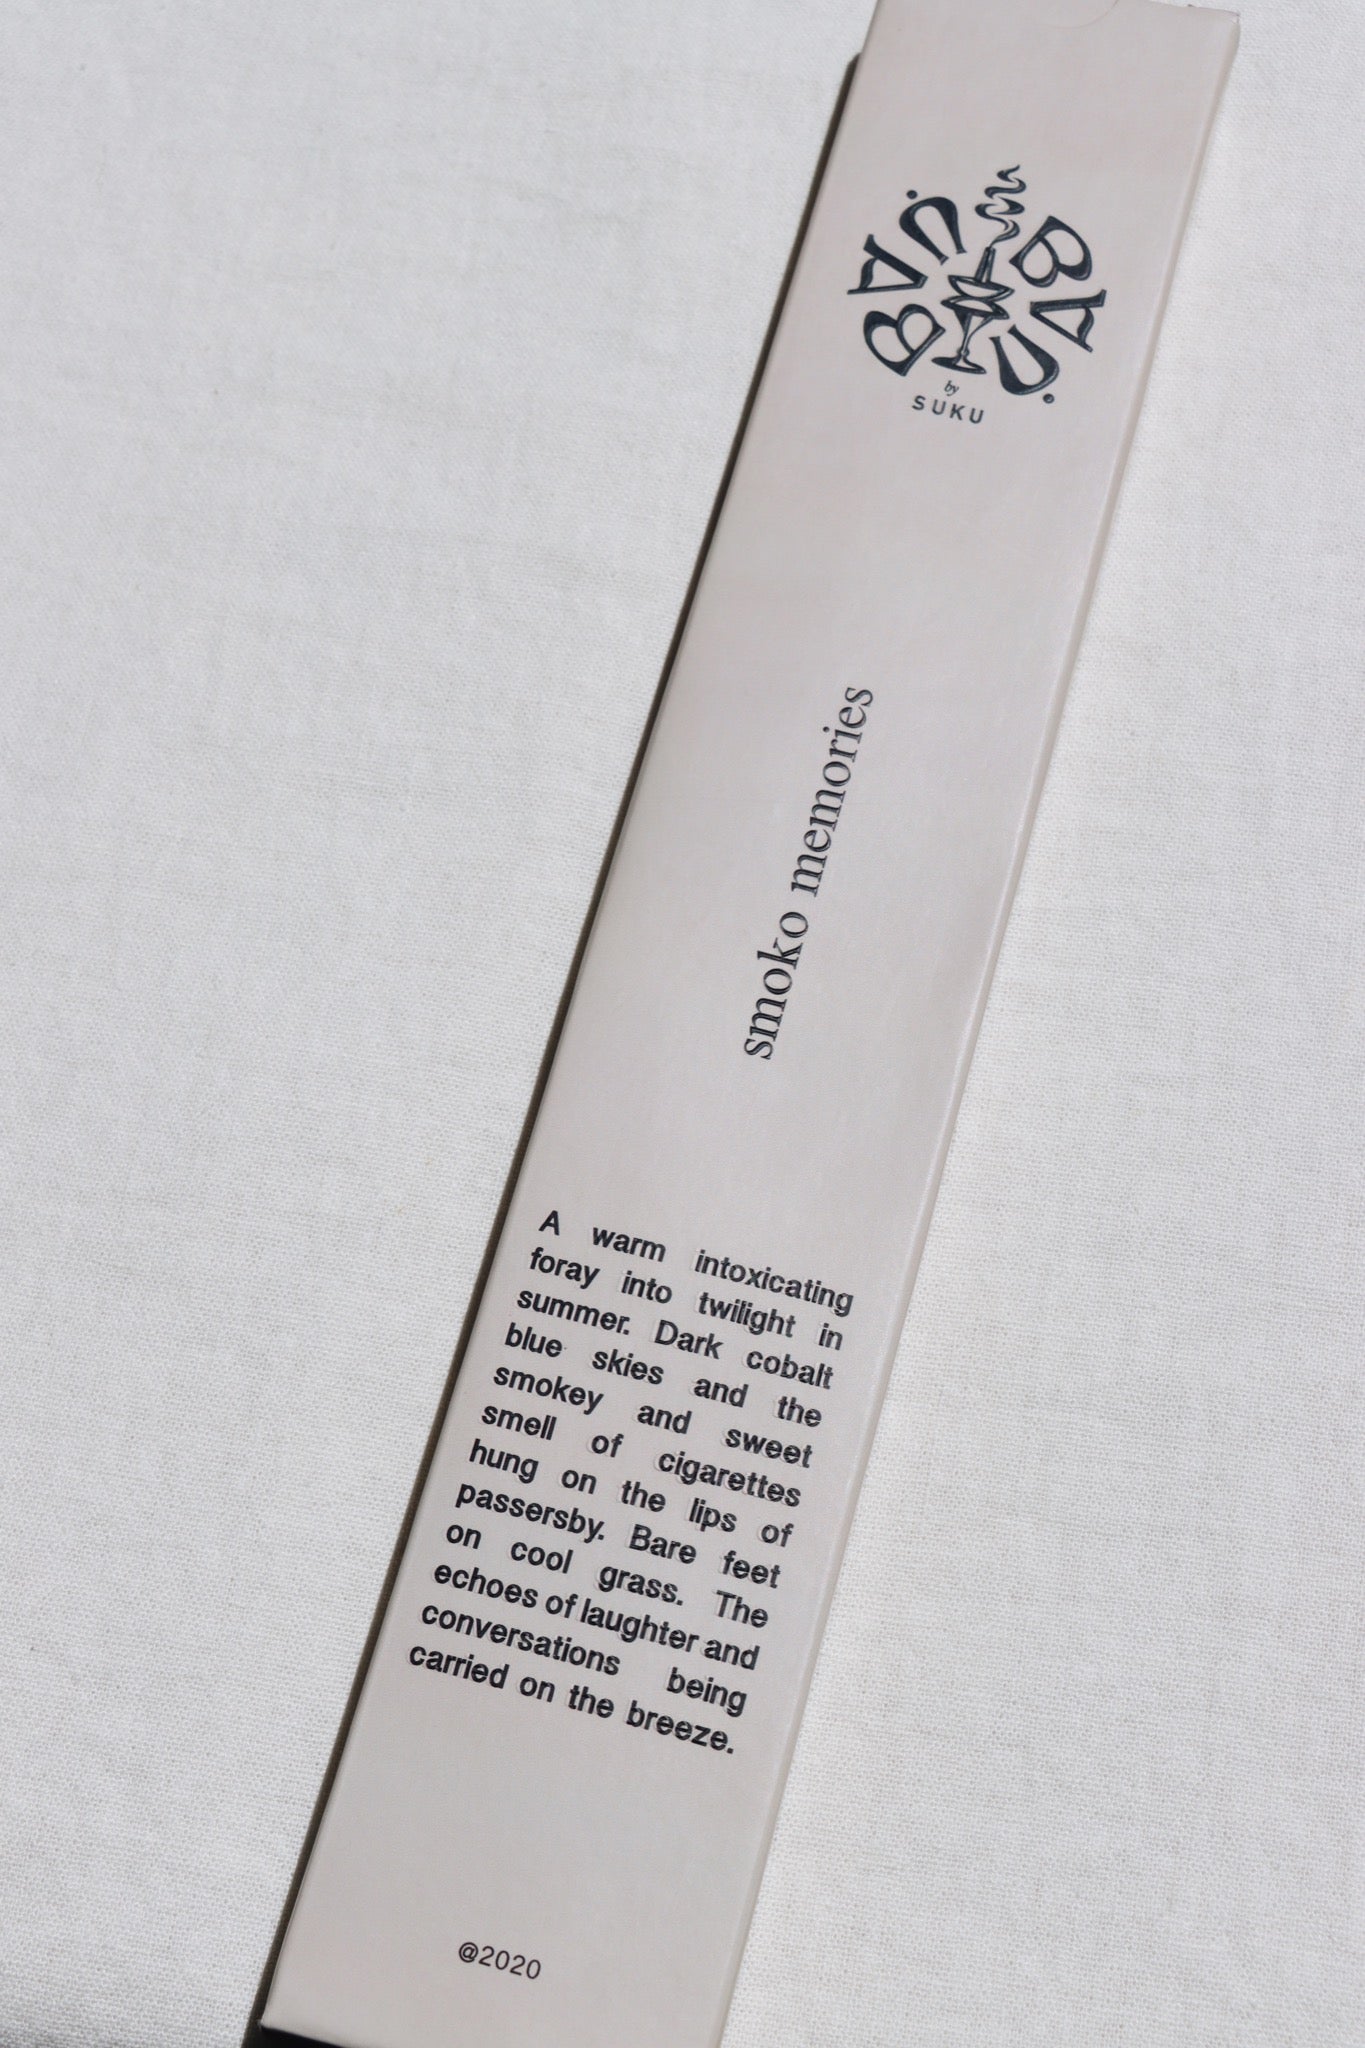 BAU BAU
by
SUKU
smoko memories
A warm intoxicating
foray into twilight in
summer. Dark cobalt
blue skies and the
smokey and sweet
smell of cigarettes
hung on the lips of
passersby. Bare feet
on cool grass. The
echoes of laughter and
conversations being
carried on the breeze.
@2020